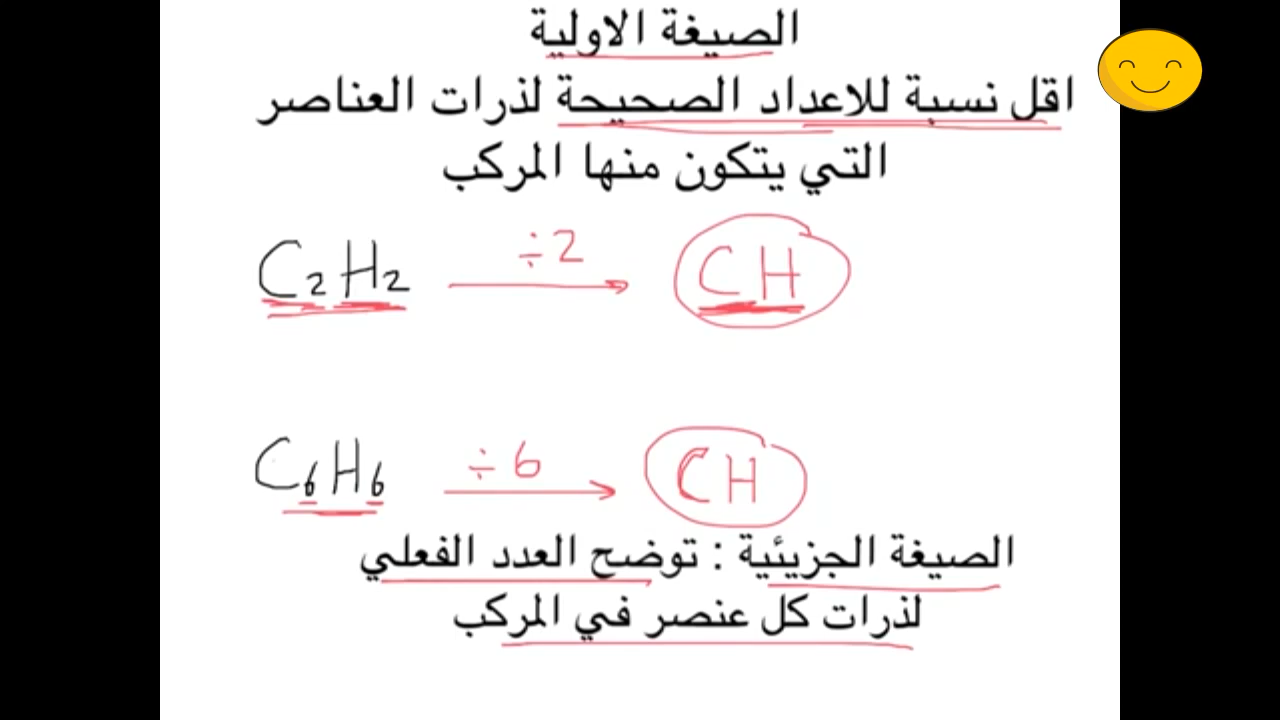 الصيغة الاولية
اقل نسبة للاعداد الصحيحة لذرات العناصر
التي يتكون منها المركب
C₂H₂ ÷2 CH
C₆H₆ ÷6 CH
الصيغة الجزيئية : توضح العدد الفعلي
لذرات كل عنصر في المركب